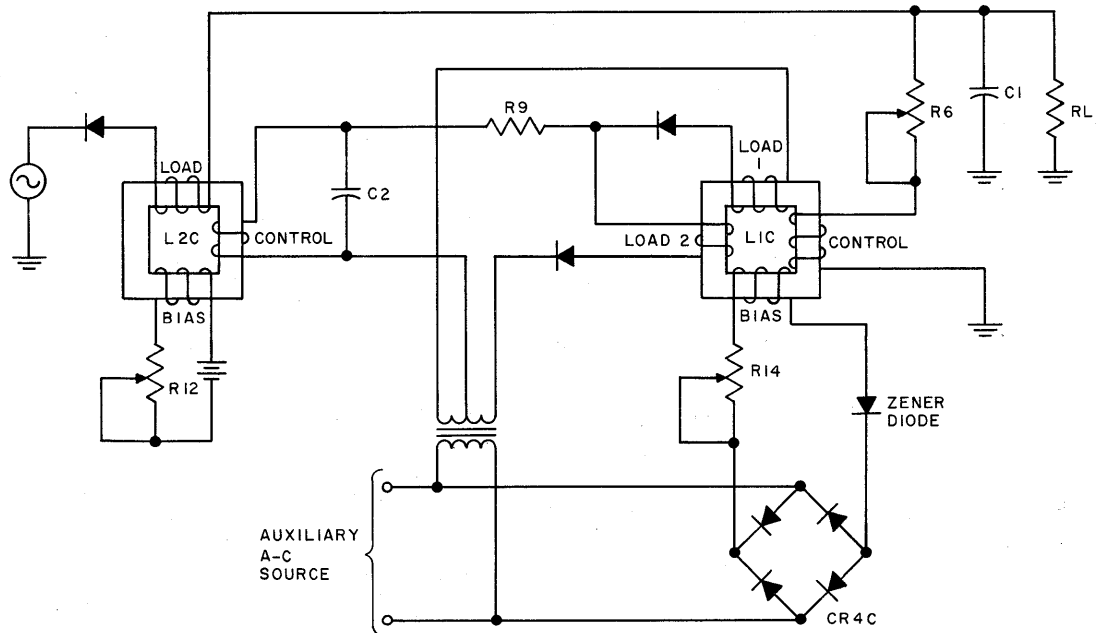 R9
C1
R6
RL
LOAD
LOAD
1
C2
L2C
CONTROL
LOAD 2
L1C
CONTROL
BIAS
BIAS
R12
R14
ZENER
DIODE
AUXILIARY
A-C
SOURCE
CR4C